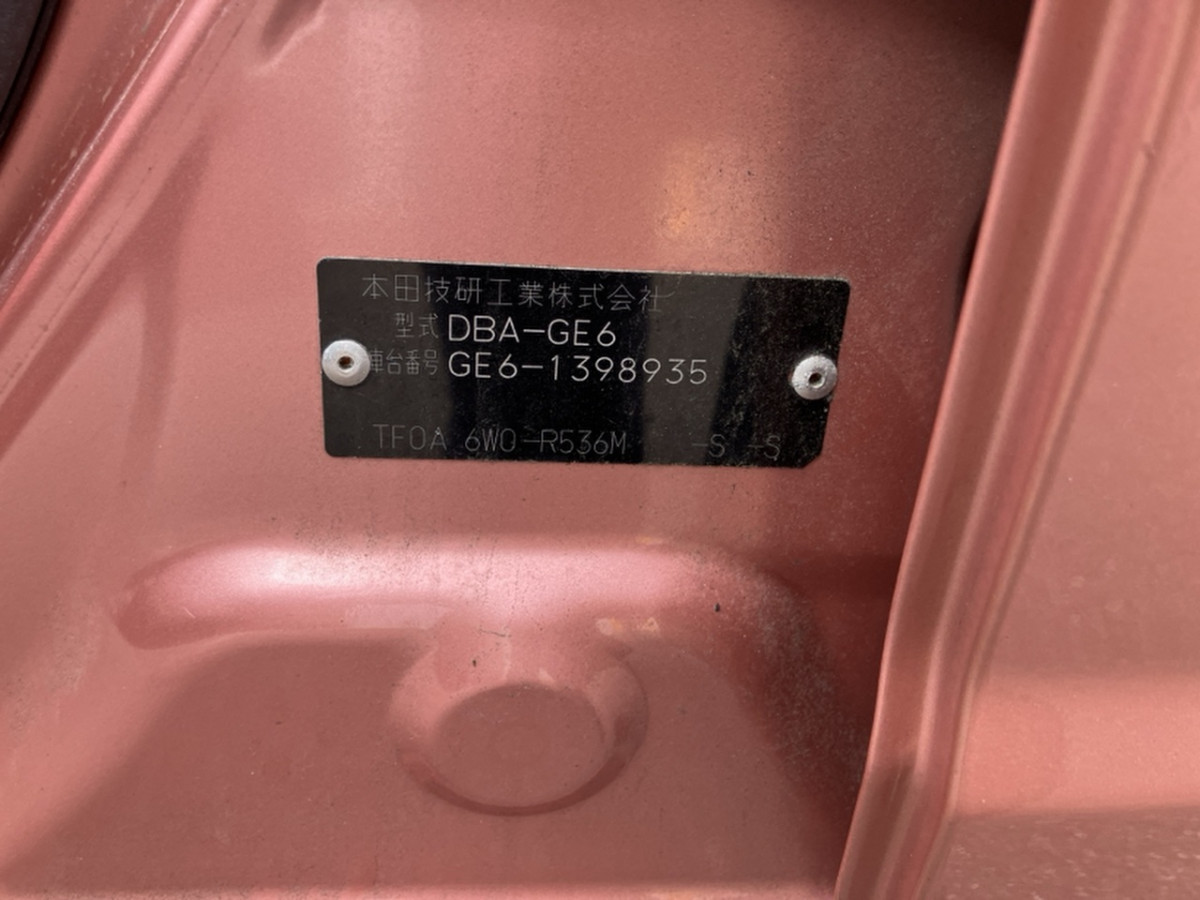 本田技研工業株式会社
型式 DBA-GE6
車台番号 GE6-1398935
TF0A 6W0-R536M -S -S